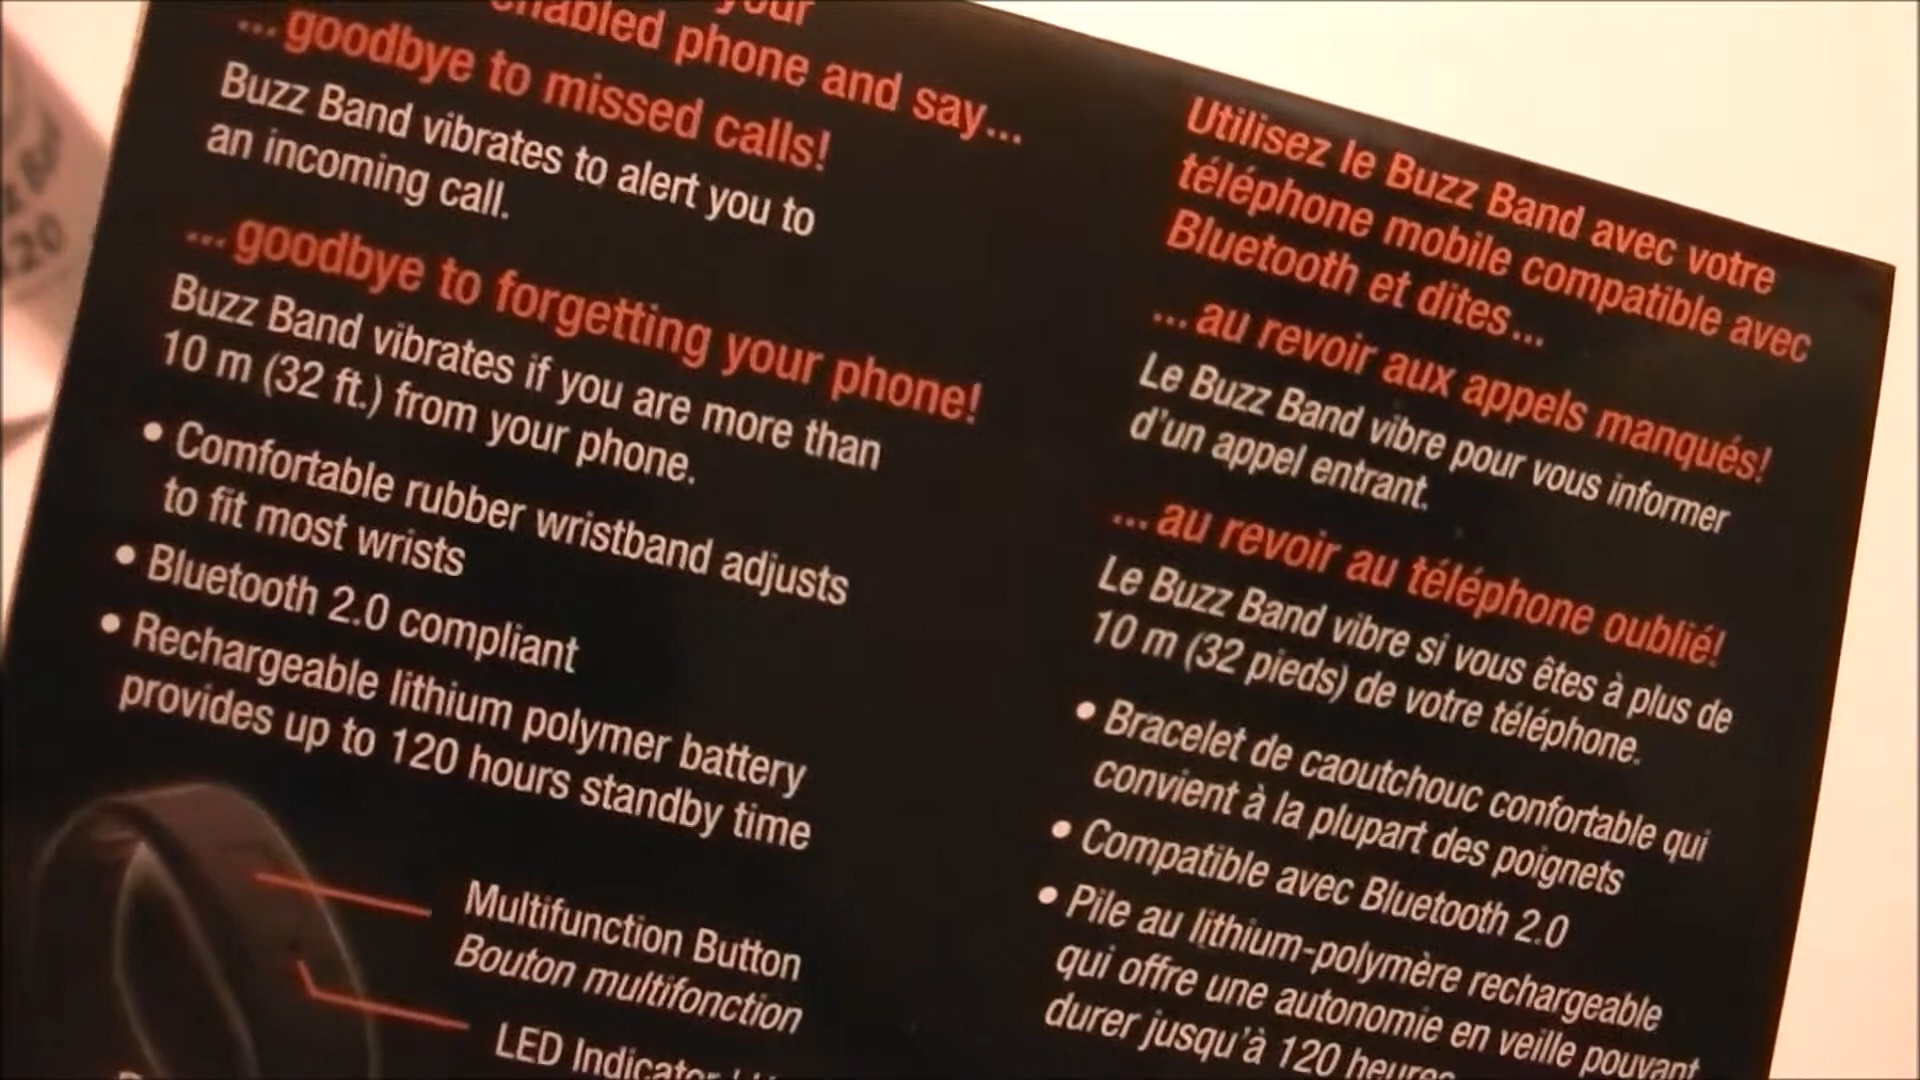 your
enabled phone and say...
... goodbye to missed calls!
Buzz Band vibrates to alert you to
an incoming call.
... goodbye to forgetting your phone!
Buzz Band vibrates if you are more than
10 m (32 ft.) from your phone.
• Comfortable rubber wristband adjusts
to fit most wrists
• Bluetooth 2.0 compliant
• Rechargeable lithium polymer battery
provides up to 120 hours standby time
Multifunction Button
Bouton multifonction
LED Indicator
Utilisez le Buzz Band avec votre
téléphone mobile compatible avec
Bluetooth et dites...
... au revoir aux appels manqués!
Le Buzz Band vibre pour vous informer
d'un appel entrant.
... au revoir au téléphone oublié!
Le Buzz Band vibre si vous êtes à plus de
10 m (32 pieds) de votre téléphone.
• Bracelet de caoutchouc confortable qui
convient à la plupart des poignets
• Compatible avec Bluetooth 2.0
• Pile au lithium-polymère rechargeable
qui offre une autonomie en veille pouvant
durer jusqu'à 120 heures
20